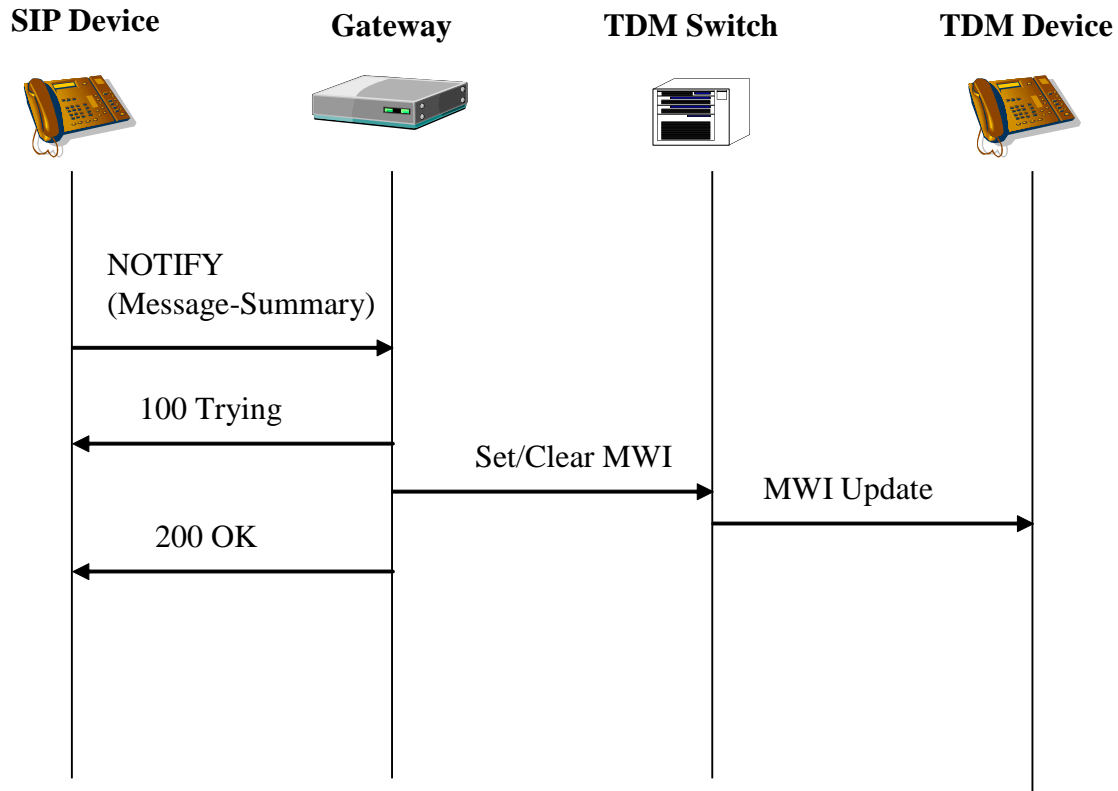 SIP Device
Gateway
TDM Switch
TDM Device
NOTIFY
(Message-Summary)
100 Trying
Set/Clear MWI
MWI Update
200 OK